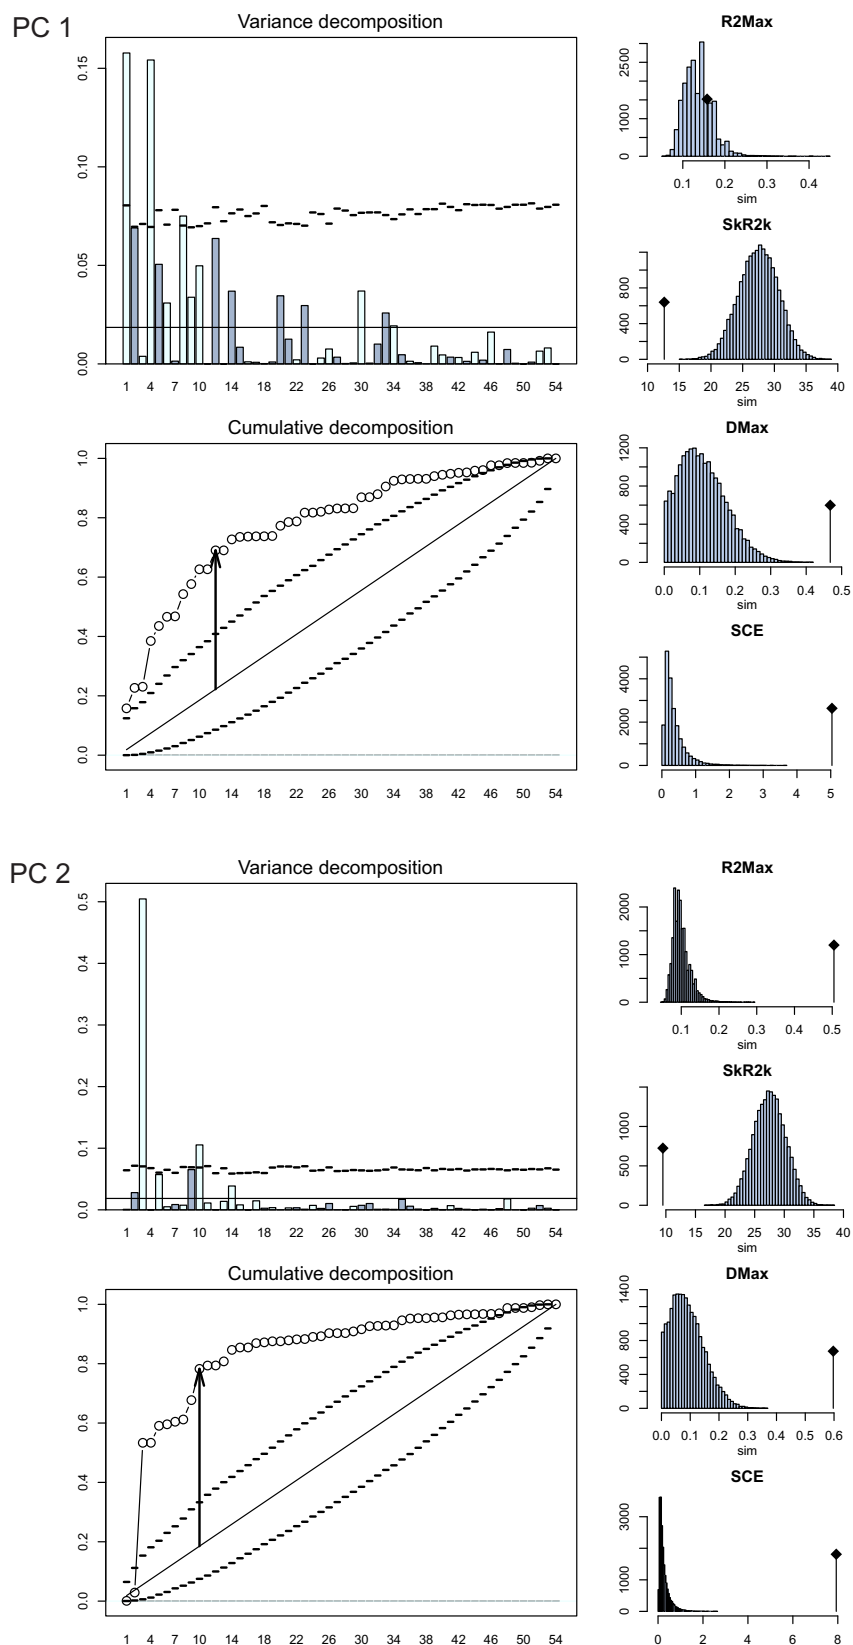 PC 1
Variance decomposition
0.00 0.05 0.10 0.15
1 4 7 10 14 18 22 26 30 34 38 42 46 50 54
R2Max
0 1000 2500
0.1 0.2 0.3 0.4
sim
SkR2k
0 400 800
10 15 20 25 30 35 40
sim
Cumulative decomposition
0.0 0.2 0.4 0.6 0.8 1.0
1 4 7 10 14 18 22 26 30 34 38 42 46 50 54
DMax
0 400 800 1200
0.0 0.1 0.2 0.3 0.4 0.5
sim
SCE
0 2000 4000
0 1 2 3 4 5
PC 2
Variance decomposition
0.0 0.1 0.2 0.3 0.4 0.5
1 4 7 10 14 18 22 26 30 34 38 42 46 50 54
R2Max
0 1000 2000
0.1 0.2 0.3 0.4 0.5
sim
SkR2k
0 500 1000
10 15 20 25 30 35 40
sim
Cumulative decomposition
0.0 0.2 0.4 0.6 0.8 1.0
1 4 7 10 14 18 22 26 30 34 38 42 46 50 54
DMax
0 400 800 1400
0.0 0.1 0.2 0.3 0.4 0.5 0.6
sim
SCE
0 1000 3000
0 2 4 6 8